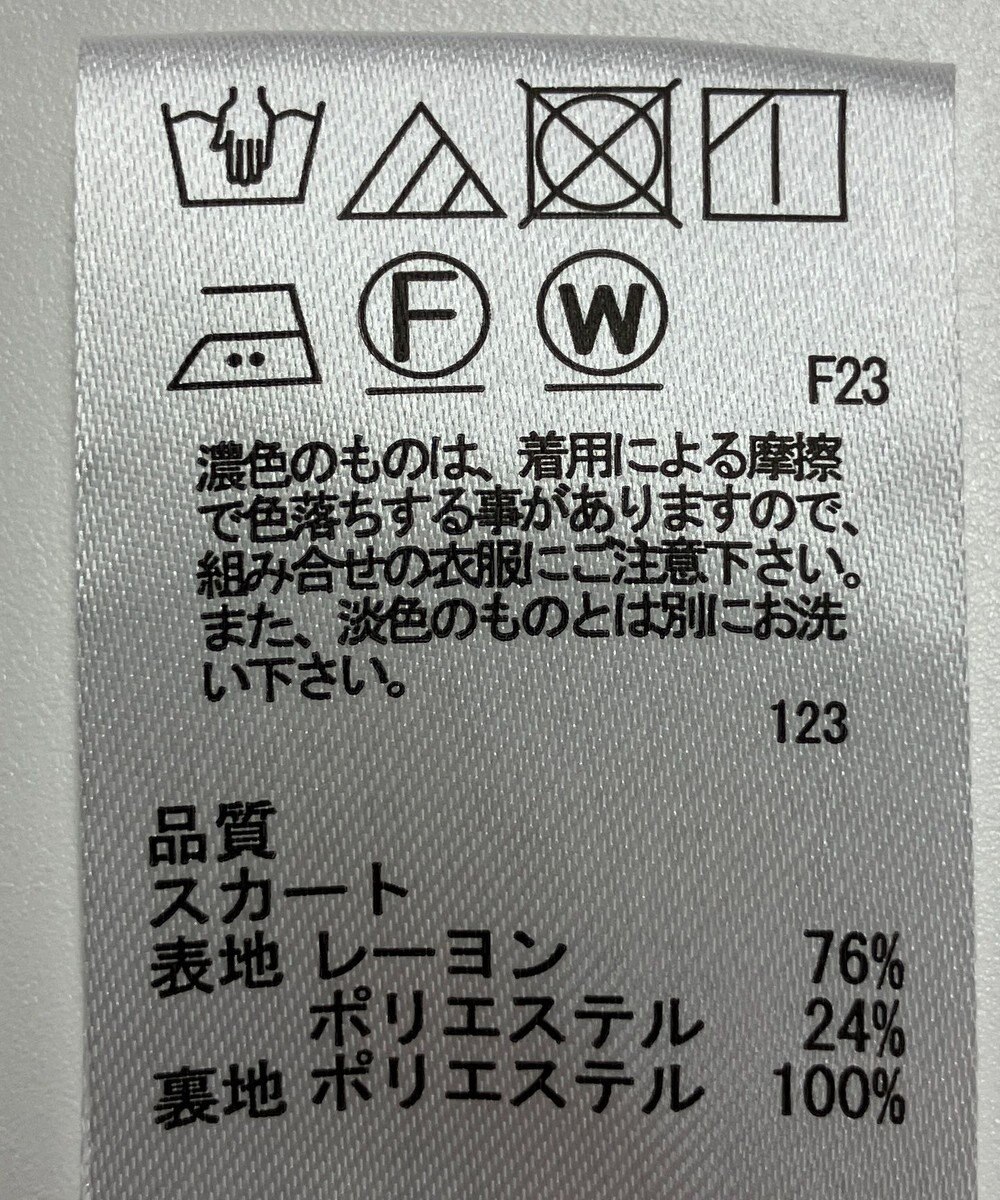 F
W
F23
濃色のものは、着用による摩擦
で色落ちする事がありますので、
組み合せの衣服にご注意下さい。
また、淡色のものとは別にお洗
い下さい。
123
品質
スカート
表地 レーヨン 76%
ポリエステル 24%
裏地 ポリエステル 100%